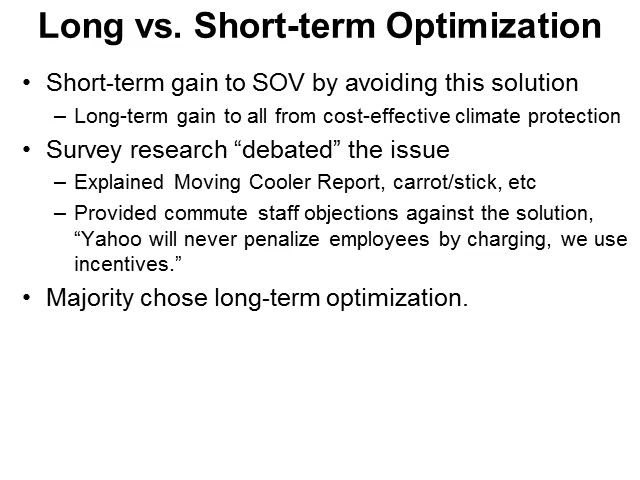 Long vs. Short-term Optimization
• Short-term gain to SOV by avoiding this solution
– Long-term gain to all from cost-effective climate protection
• Survey research “debated” the issue
– Explained Moving Cooler Report, carrot/stick, etc
– Provided commute staff objections against the solution,
“Yahoo will never penalize employees by charging, we use
incentives.”
• Majority chose long-term optimization.